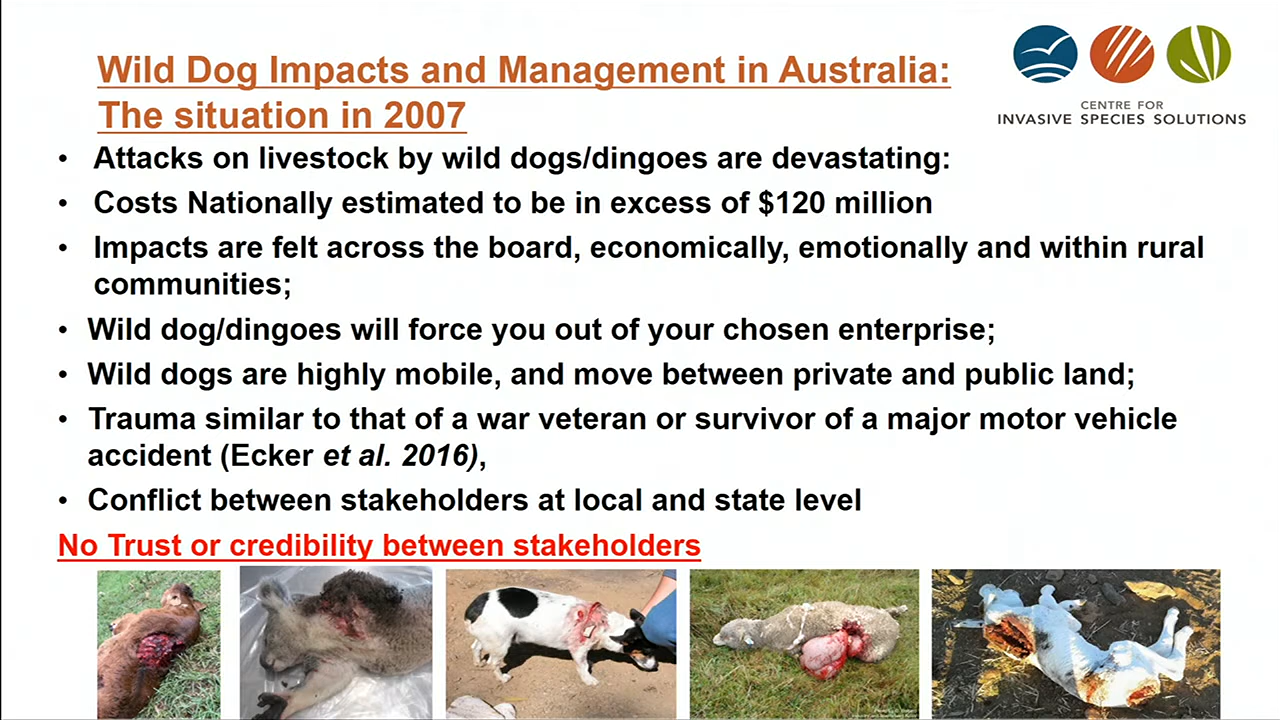 Wild Dog Impacts and Management in Australia:
The situation in 2007
CENTRE FOR
INVASIVE SPECIES SOLUTIONS
• Attacks on livestock by wild dogs/dingoes are devastating:
• Costs Nationally estimated to be in excess of $120 million
• Impacts are felt across the board, economically, emotionally and within rural
communities;
• Wild dog/dingoes will force you out of your chosen enterprise;
• Wild dogs are highly mobile, and move between private and public land;
• Trauma similar to that of a war veteran or survivor of a major motor vehicle
accident (Ecker et al. 2016),
• Conflict between stakeholders at local and state level
No Trust or credibility between stakeholders